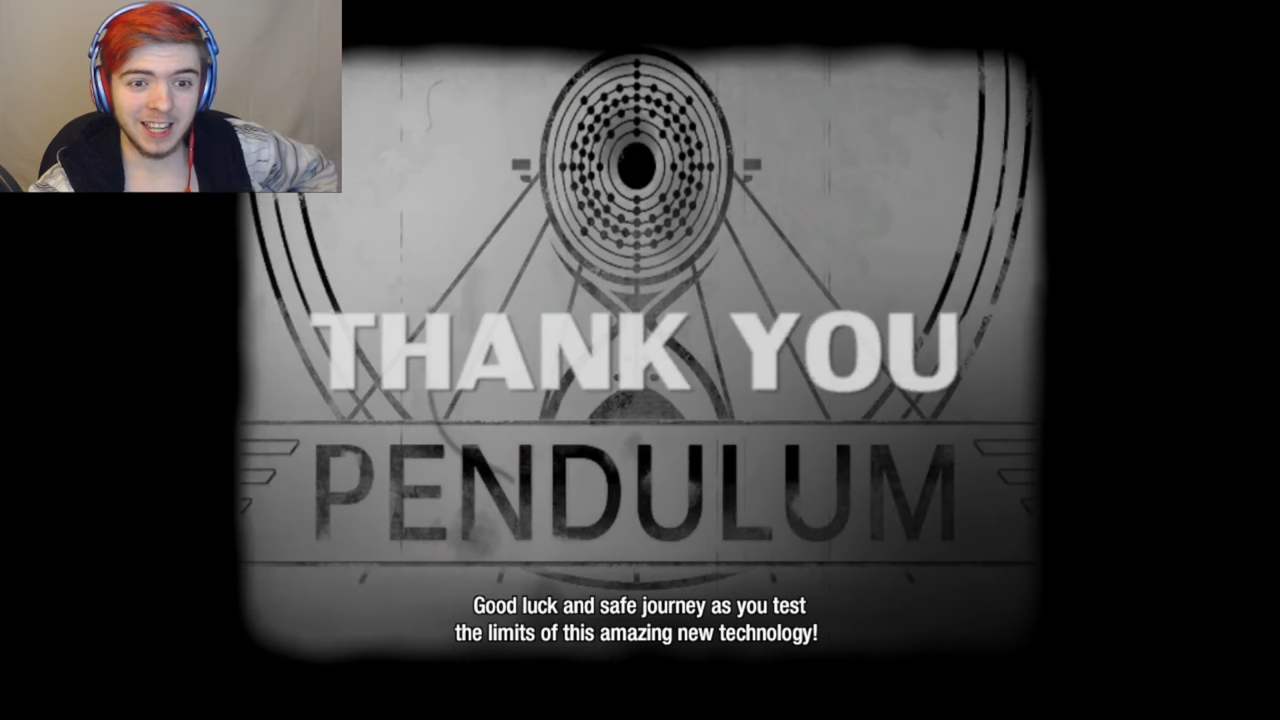 THANK YOU
PENDULUM
Good luck and safe journey as you test
the limits of this amazing new technology!